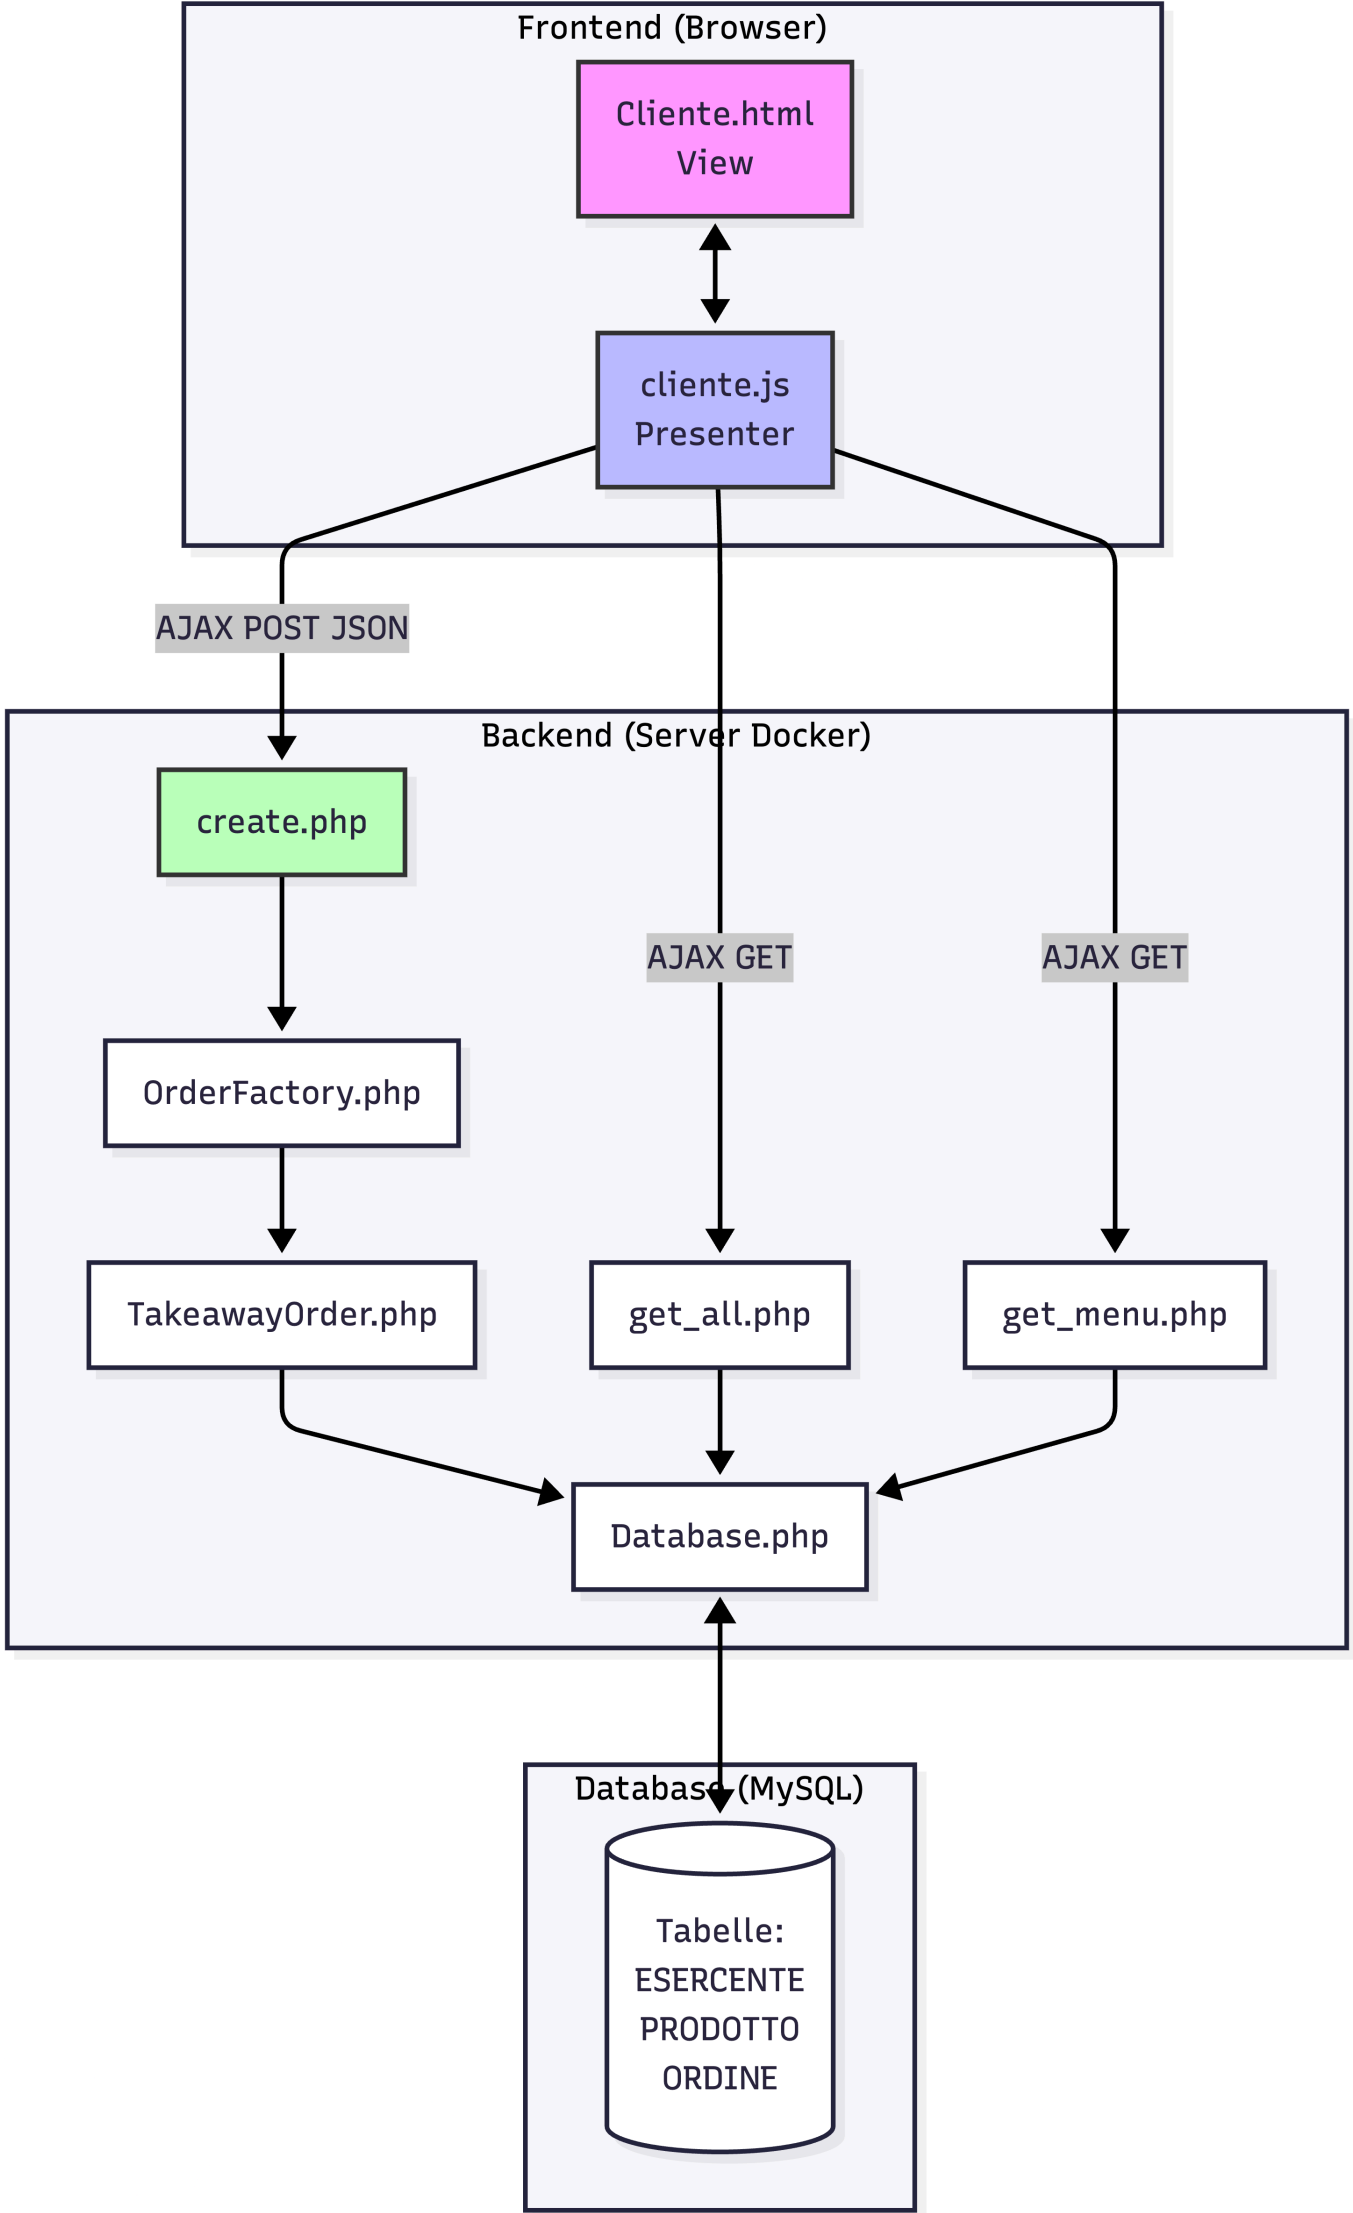 Frontend (Browser)
Cliente.html
View
cliente.js
Presenter
AJAX POST JSON
Backend (Server Docker)
create.php
AJAX GET
AJAX GET
OrderFactory.php
TakeawayOrder.php
get_all.php
get_menu.php
Database.php
Database (MySQL)
Tabelle:
ESERCENTE
PRODOTTO
ORDINE